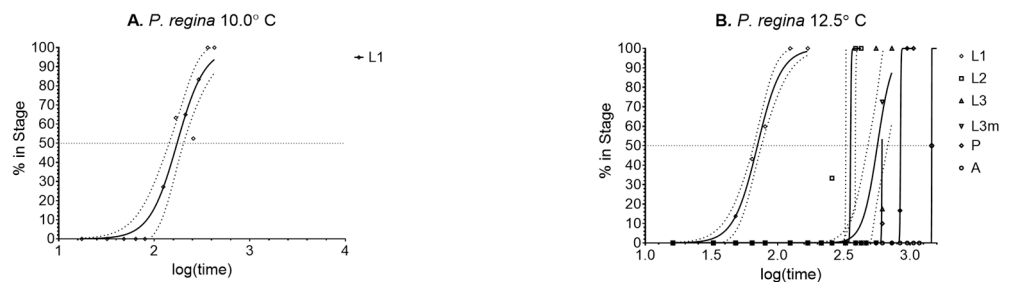 A. P. regina 10.0° C
100
90
80
70
60
50
40
30
20
10
0
% in Stage
1 2 3 4
log(time)
L1
B. P. regina 12.5° C
100
90
80
70
60
50
40
30
20
10
0
% in Stage
1.0 1.5 2.0 2.5 3.0
log(time)
L1
L2
L3
L3m
P
A